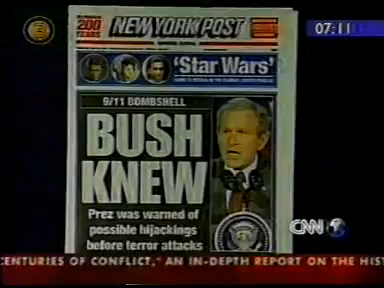 200
YEARS
NEW YORK POST
07:11
'Star Wars'
9/11 BOMBSHELL
BUSH
KNEW
Prez was warned of
possible hijackings
before terror attacks
CNN
CENTURIES OF CONFLICT," AN IN-DEPTH REPORT ON THE HIST